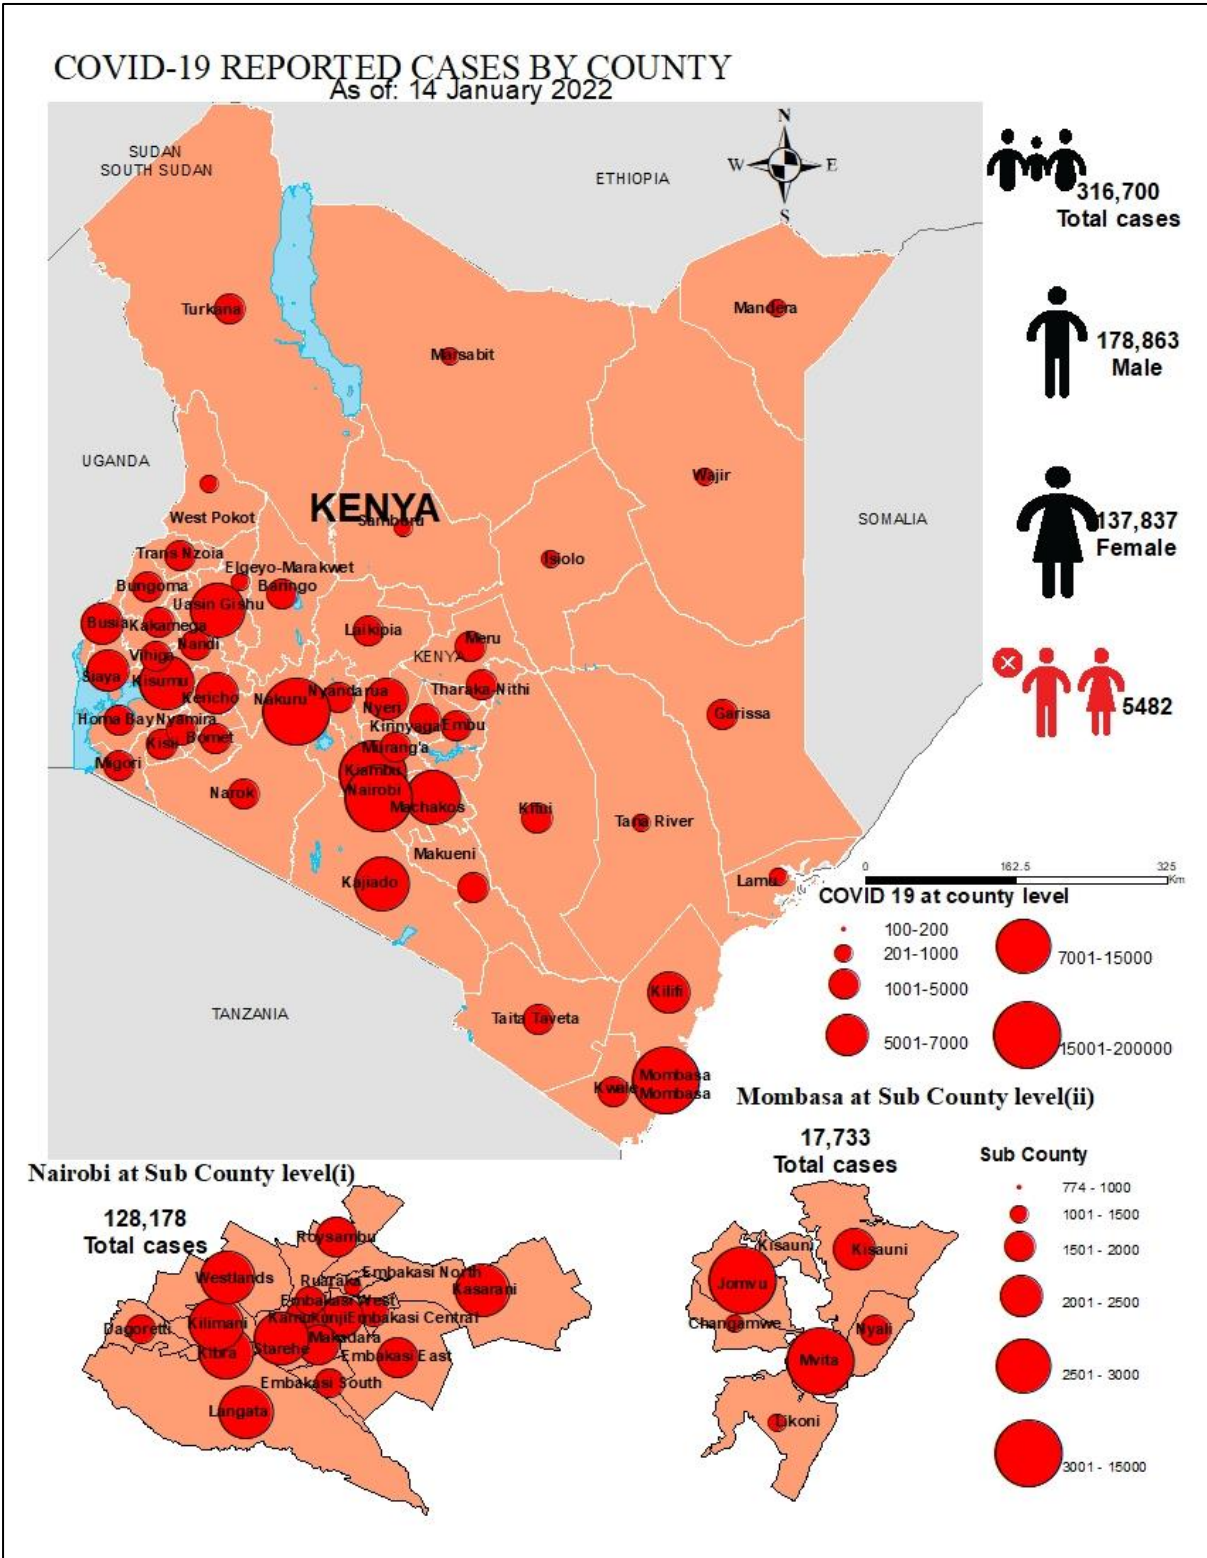 COVID-19 REPORTED CASES BY COUNTY
As of: 14 January 2022
N
W
E
S
SUDAN
SOUTH SUDAN
ETHIOPIA
UGANDA
SOMALIA
TANZANIA
KENYA
KENYA
316,700
Total cases
178,863
Male
137,837
Female
5482
Turkana
Marsabit
Mandera
Wajir
West Pokot
Samburu
Isiolo
Trans Nzoia
Elgeyo-Marakwet
Bungoma
Baringo
Uasin Gishu
Busia
Kakamega
Laikipia
Nandi
Meru
Vihiga
Siaya
Kisumu
Kericho
Nakuru
Nyandarua
Tharaka-Nithi
Nyeri
Garissa
Homa Bay
Nyamira
Kirinyaga
Embu
Kisii
Bomet
Murang'a
Migori
Kiambu
Narok
Nairobi
Machakos
Kitui
Tana River
Makueni
Kajiado
Lamu
Kilifi
Taita Taveta
Kwale
Mombasa
Mombasa
0
162.5
325
Km
COVID 19 at county level
100-200
201-1000
1001-5000
5001-7000
7001-15000
15001-200000
Nairobi at Sub County level(i)
128,178
Total cases
Roysambu
Westlands
Ruaraka
Embakasi North
Kasarani
Embakasi West
Dagoretti
Kilimani
Kamukunji
Embakasi Central
Makadara
Kibra
Starehe
Embakasi East
Embakasi South
Langata
Mombasa at Sub County level(ii)
17,733
Total cases
Kisauni
Kisauni
Jomvu
Changamwe
Nyali
Mvita
Likoni
Sub County
774 - 1000
1001 - 1500
1501 - 2000
2001 - 2500
2501 - 3000
3001 - 15000